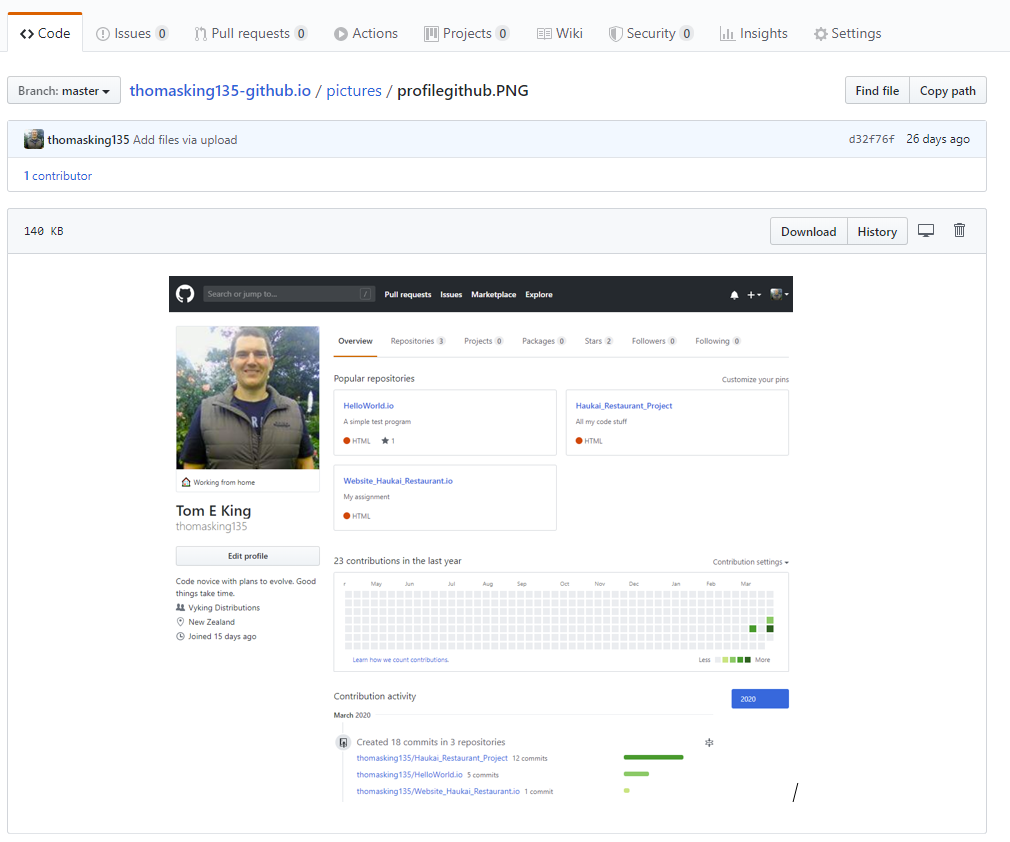 Code Issues 0 Pull requests 0 Actions Projects 0 Wiki Security 0 Insights Settings
Branch: master thomasking135-github.io / pictures / profilegithub.PNG Find file Copy path
thomasking135 Add files via upload d32f76f 26 days ago
1 contributor
140 KB Download History
Search or jump to... / Pull requests Issues Marketplace Explore
Overview Repositories 3 Projects 0 Packages 0 Stars 2 Followers 0 Following 0
Popular repositories Customize your pins
HelloWorld.io Haukai_Restaurant_Project
A simple test program All my code stuff
HTML 1 HTML
Website_Haukai_Restaurant.io
My assignment
HTML
Working from home
Tom E King
thomasking135
Edit profile
Code novice with plans to evolve. Good
things take time.
Vyking Distributions
New Zealand
Joined 15 days ago
23 contributions in the last year Contribution settings
r May Jun Jul Aug Sep Oct Nov Dec Jan Feb Mar
Learn how we count contributions. Less More
Contribution activity 2020
March 2020
Created 18 commits in 3 repositories
thomasking135/Haukai_Restaurant_Project 12 commits
thomasking135/HelloWorld.io 5 commits
thomasking135/Website_Haukai_Restaurant.io 1 commit
/